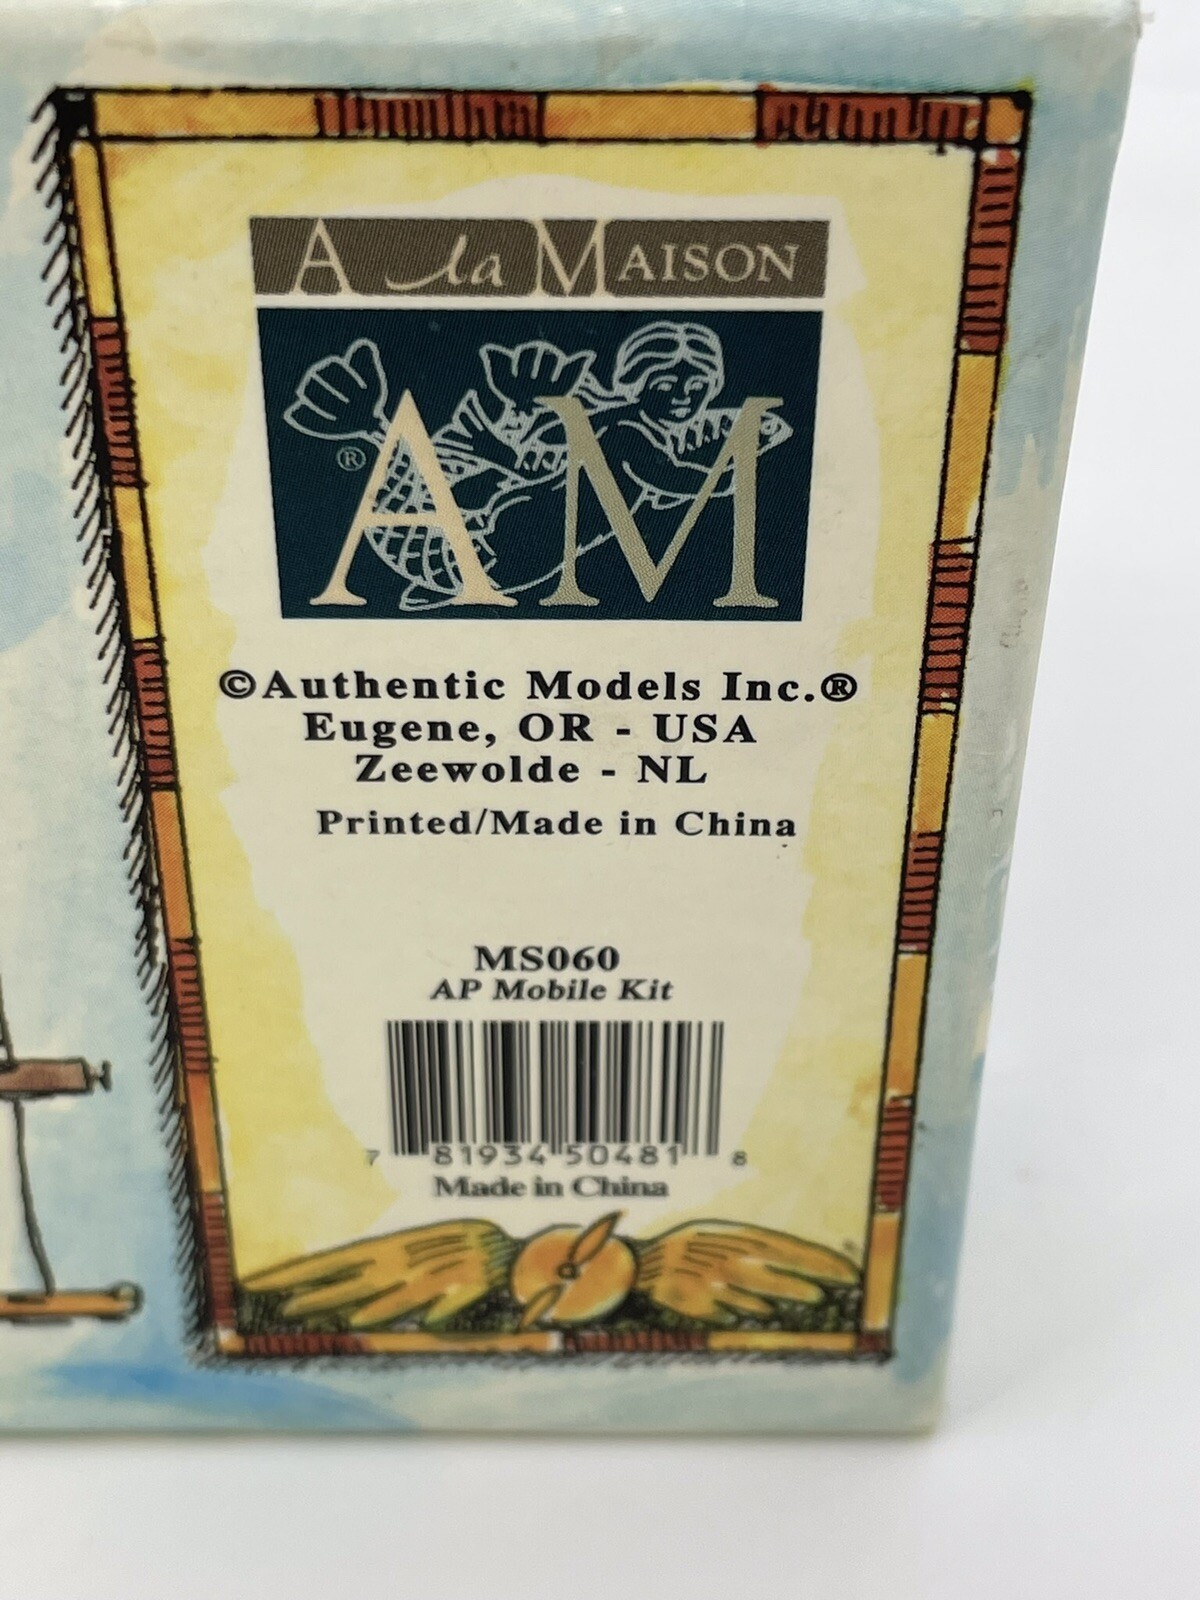 A la MAISON
AM
®
©Authentic Models Inc.®
Eugene, OR - USA
Zeewolde - NL
Printed/Made in China
MS060
AP Mobile Kit
7 81934 50481 8
Made in China